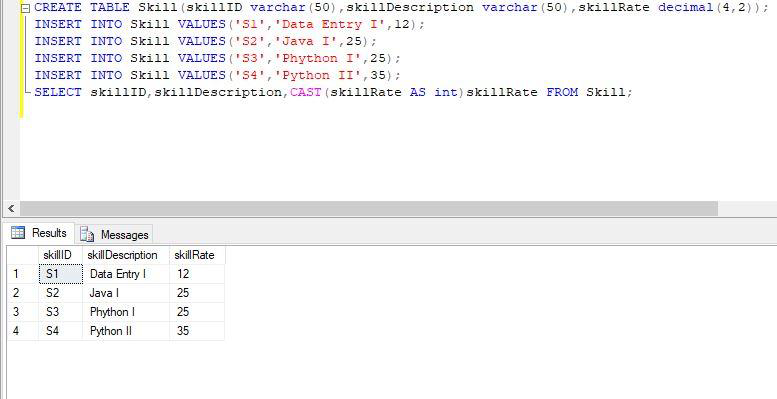 CREATE TABLE Skill(skillID varchar(50),skillDescription varchar(50),skillRate decimal(4,2));
INSERT INTO Skill VALUES('S1','Data Entry I',12);
INSERT INTO Skill VALUES('S2','Java I',25);
INSERT INTO Skill VALUES('S3','Phython I',25);
INSERT INTO Skill VALUES('S4','Python II',35);
SELECT skillID,skillDescription,CAST(skillRate AS int)skillRate FROM Skill;
Results Messages
skillID skillDescription skillRate
1 S1 Data Entry I 12
2 S2 Java I 25
3 S3 Phython I 25
4 S4 Python II 35